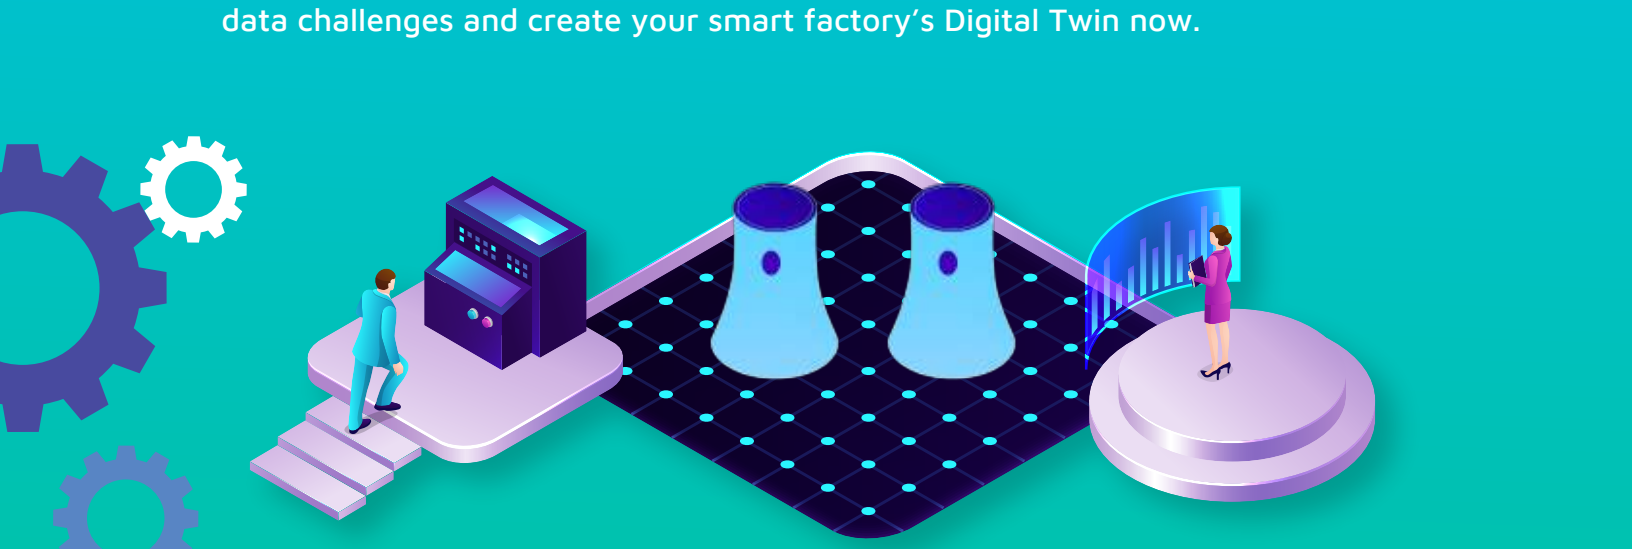 data challenges and create your smart factory’s Digital Twin now.